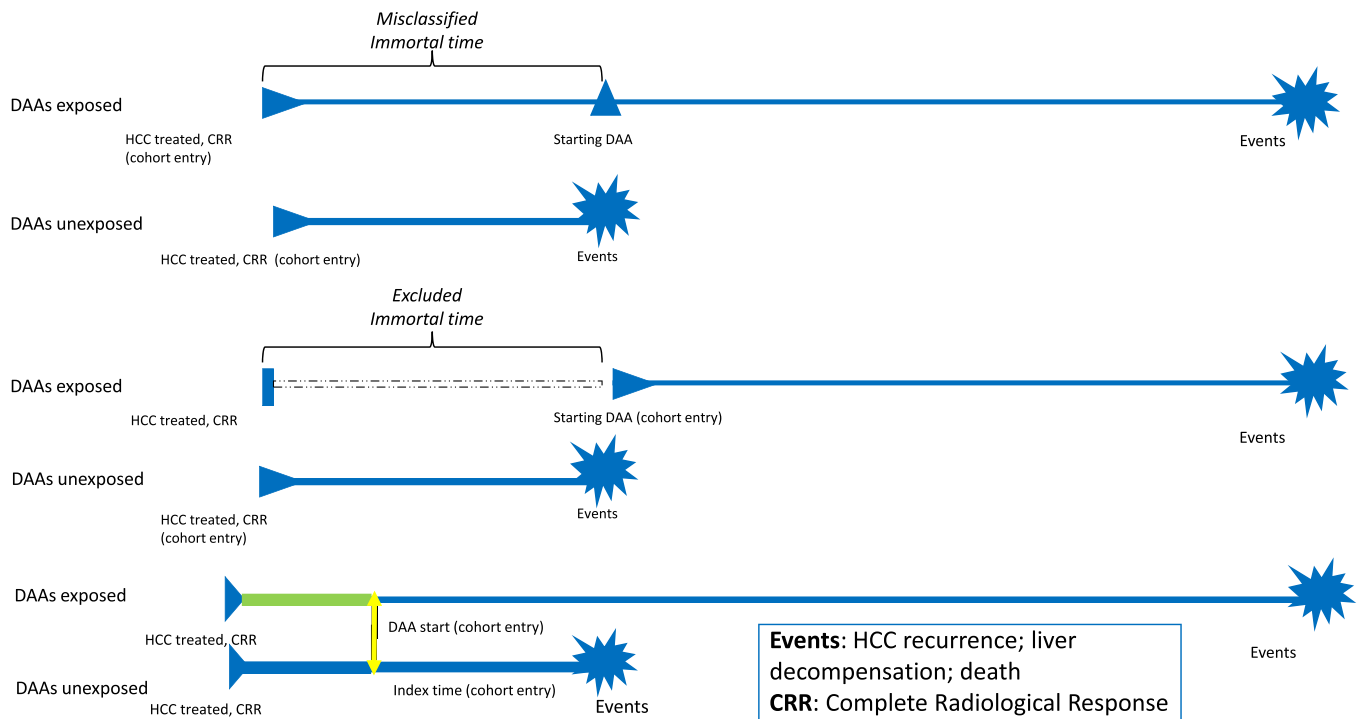 Misclassified
Immortal time
DAAs exposed
HCC treated, CRR
(cohort entry)
Starting DAA
Events
DAAs unexposed
HCC treated, CRR (cohort entry)
Events
Excluded
Immortal time
DAAs exposed
HCC treated, CRR
Starting DAA (cohort entry)
Events
DAAs unexposed
HCC treated, CRR
(cohort entry)
Events
DAAs exposed
HCC treated, CRR
DAA start (cohort entry)
Events
DAAs unexposed
HCC treated, CRR
Index time (cohort entry)
Events
Events: HCC recurrence; liver
decompensation; death
CRR: Complete Radiological Response